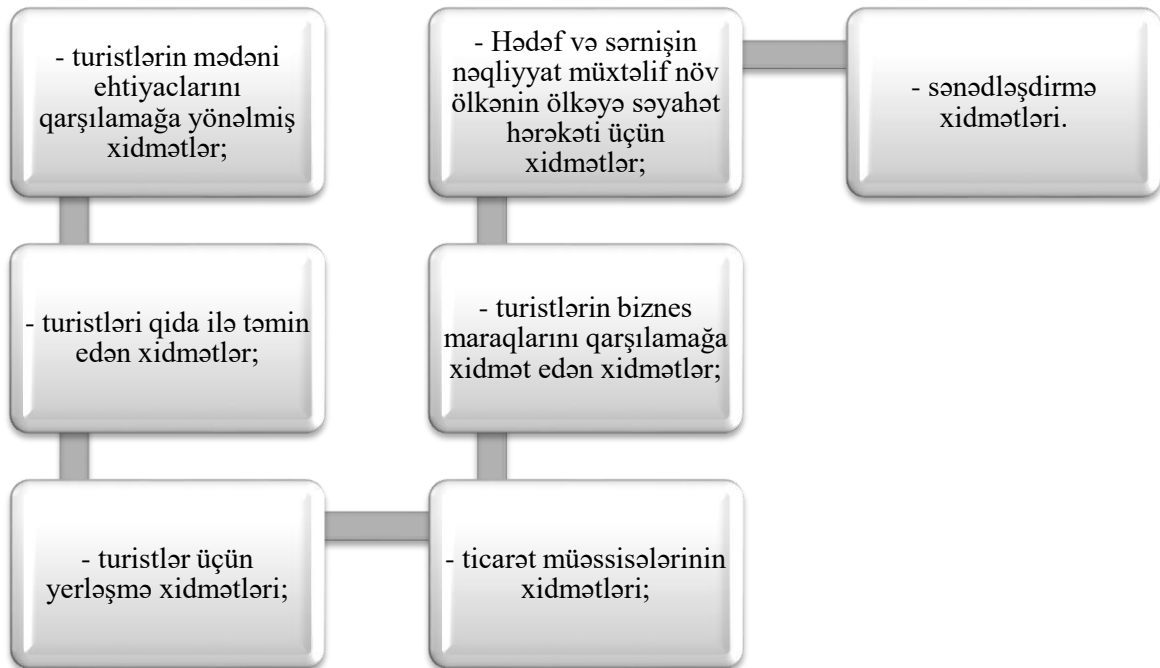 - turistlərin mədəni
ehtiyaclarını
qarşılamağa yönəlmiş
xidmətlər;
- turistləri qida ilə təmin
edən xidmətlər;
- turistlər üçün
yerləşmə xidmətləri;
- ticarət müəssisələrinin
xidmətləri;
- turistlərin biznes
maraqlarını qarşılamağa
xidmət edən xidmətlər;
- Hədəf və sərnişin
nəqliyyat müxtəlif növ
ölkənin ölkəyə səyahət
hərəkəti üçün
xidmətlər;
- sənədləşdirmə
xidmətləri.